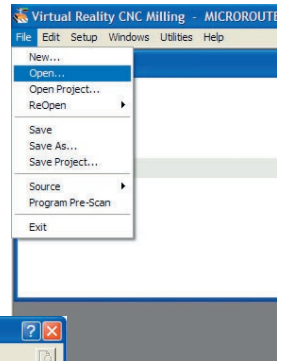 Virtual Reality CNC Milling - MICROROUTE
File Edit Setup Windows Utilities Help
New...
Open...
Open Project...
ReOpen
Save
Save As...
Save Project...
Source
Program Pre-Scan
Exit
?